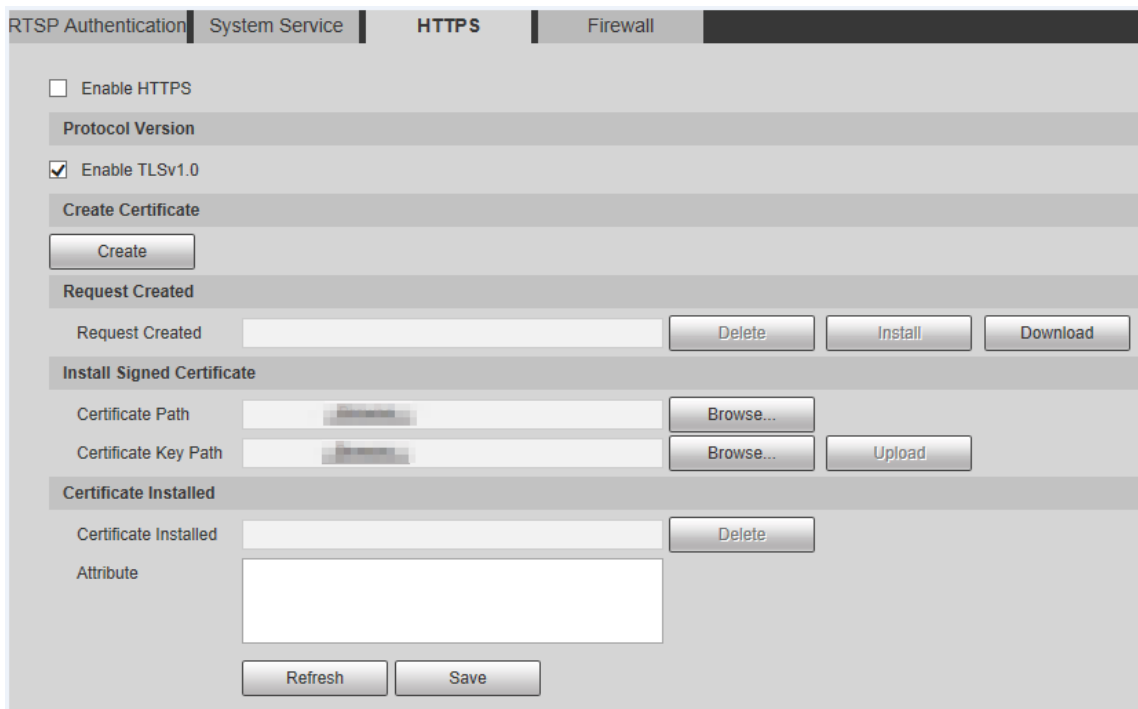 RTSP Authentication System Service HTTPS Firewall
Enable HTTPS
Protocol Version
Enable TLSv1.0
Create Certificate
Create
Request Created
Request Created Delete Install Download
Install Signed Certificate
Certificate Path Browse...
Certificate Key Path Browse... Upload
Certificate Installed
Certificate Installed Delete
Attribute
Refresh Save